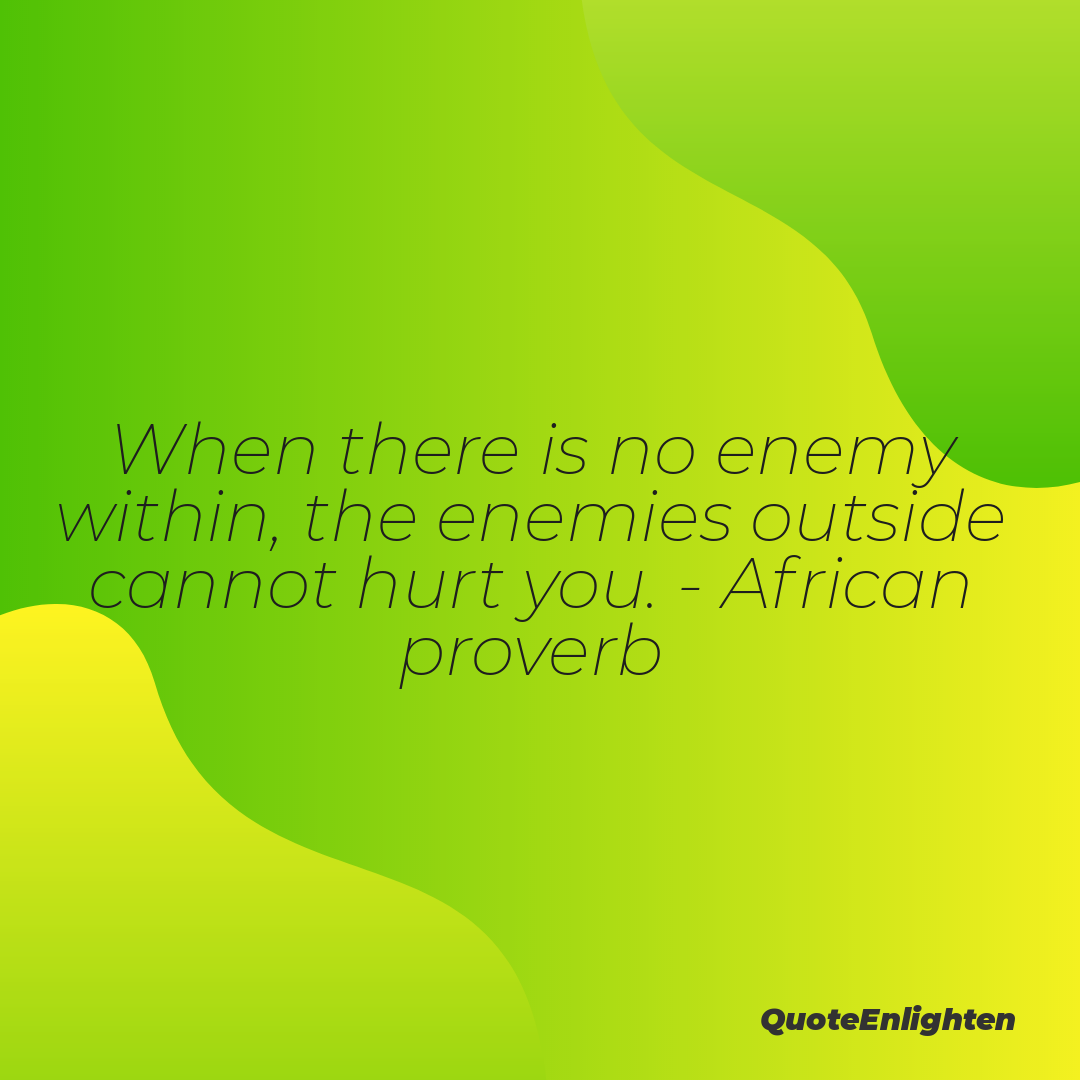 When there is no enemy
within, the enemies outside
cannot hurt you. - African
proverb
QuoteEnlighten